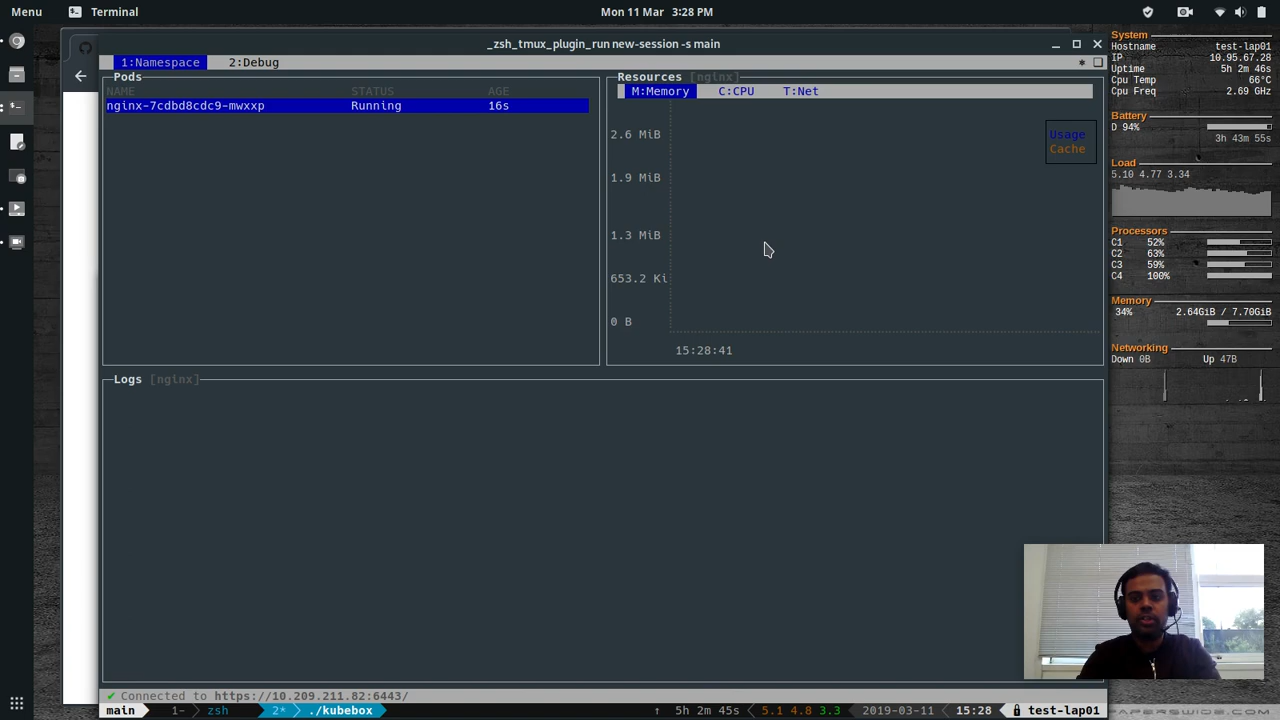 Menu
Terminal
Mon 11 Mar 3:28 PM
_zsh_tmux_plugin_run new-session -s main
1:Namespace 2:Debug
Pods
NAME STATUS AGE
nginx-7cdbd8cdc9-mwxxp Running 16s
Resources [nginx]
M:Memory C:CPU T:Net
2.6 MiB
1.9 MiB
1.3 MiB
653.2 Ki
0 B
15:28:41
Usage
Cache
Logs [nginx]
✔ Connected to https://10.209.211.82:6443/
main 1- zsh 2* ./kubebox ↑ 5h 2m 45s 5.1 4.8 3.3 2019-03-11 15:28 test-lap01
System
Hostname test-lap01
IP 10.95.67.28
Uptime 5h 2m 46s
Cpu Temp 66°C
Cpu Freq 2.69 GHz
Battery
D 94%
3h 43m 55s
Load
5.10 4.77 3.34
Processors
C1 52%
C2 63%
C3 59%
C4 100%
Memory
34% 2.64GiB / 7.70GiB
Networking
Down 0B Up 47B